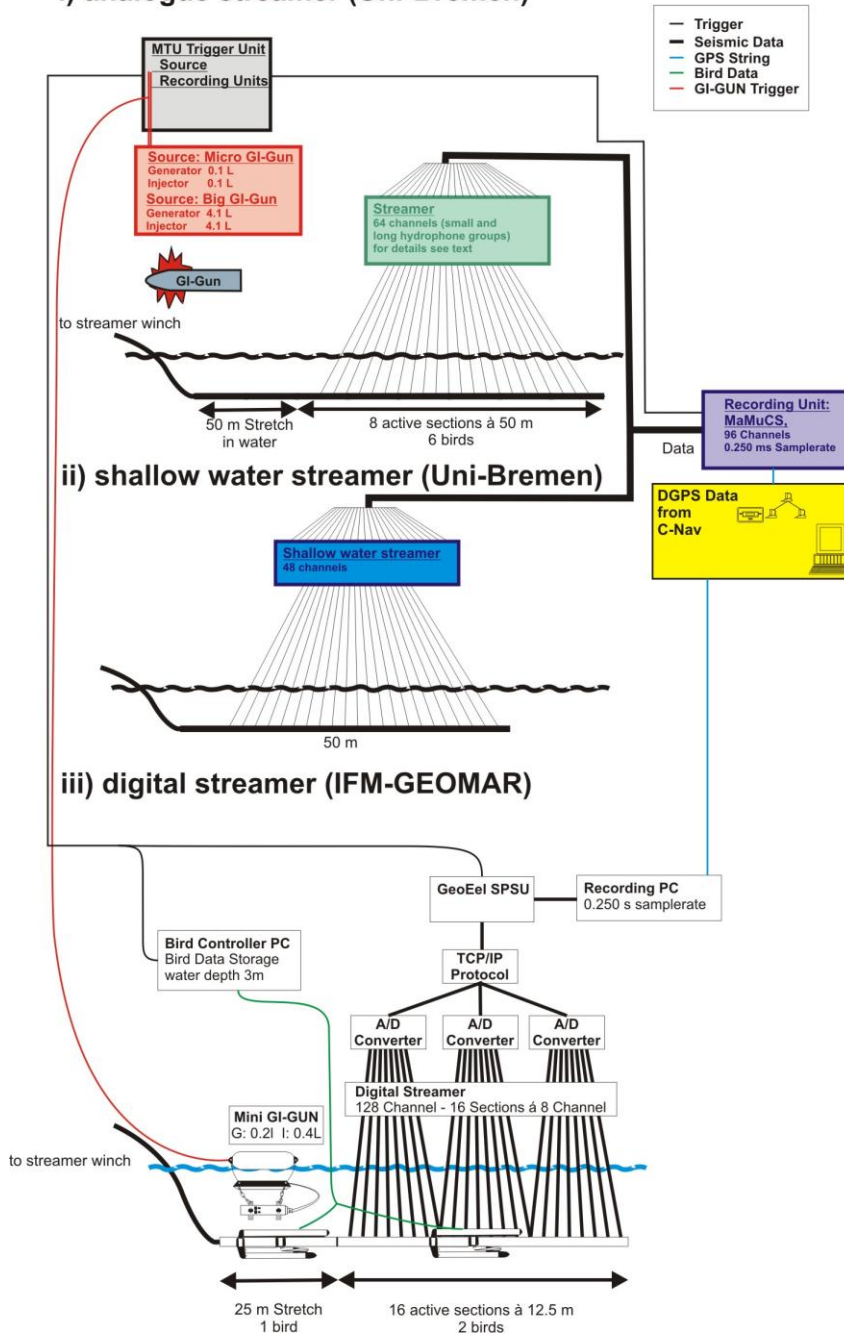 Trigger
Seismic Data
GPS String
Bird Data
GI-GUN Trigger
MTU Trigger Unit
Source
Recording Units
Source: Micro GI-Gun
Generator 0.1 L
Injector 0.1 L
Source: Big GI-Gun
Generator 4.1 L
Injector 4.1 L
GI-Gun
Streamer
64 channels (small and
long hydrophone groups)
for details see text
to streamer winch
50 m Stretch
in water
8 active sections à 50 m
6 birds
Data
Recording Unit:
MaMuCS,
96 Channels
0.250 ms Samplerate
DGPS Data
from
C-Nav
ii) shallow water streamer (Uni-Bremen)
Shallow water streamer
48 channels
50 m
iii) digital streamer (IFM-GEOMAR)
GeoEel SPSU
Recording PC
0.250 s samplerate
Bird Controller PC
Bird Data Storage
water depth 3m
TCP/IP
Protocol
A/D
Converter
A/D
Converter
A/D
Converter
Digital Streamer
128 Channel - 16 Sections á 8 Channel
Mini GI-GUN
G: 0.2l I: 0.4L
to streamer winch
25 m Stretch
1 bird
16 active sections à 12.5 m
2 birds